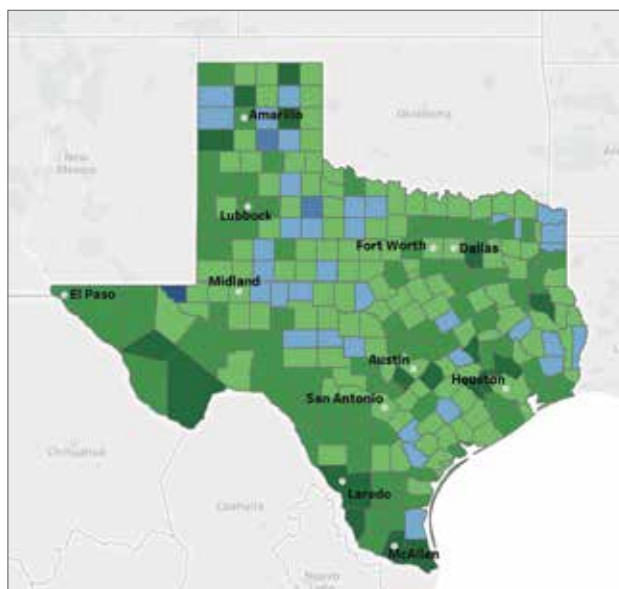 Oklahoma
Amarillo
New
Mexico
Lubbock
Fort Worth
Dallas
Midland
El Paso
Austin
Houston
San Antonio
Chihuahua
Laredo
Coahuila
McAllen
Nuevo